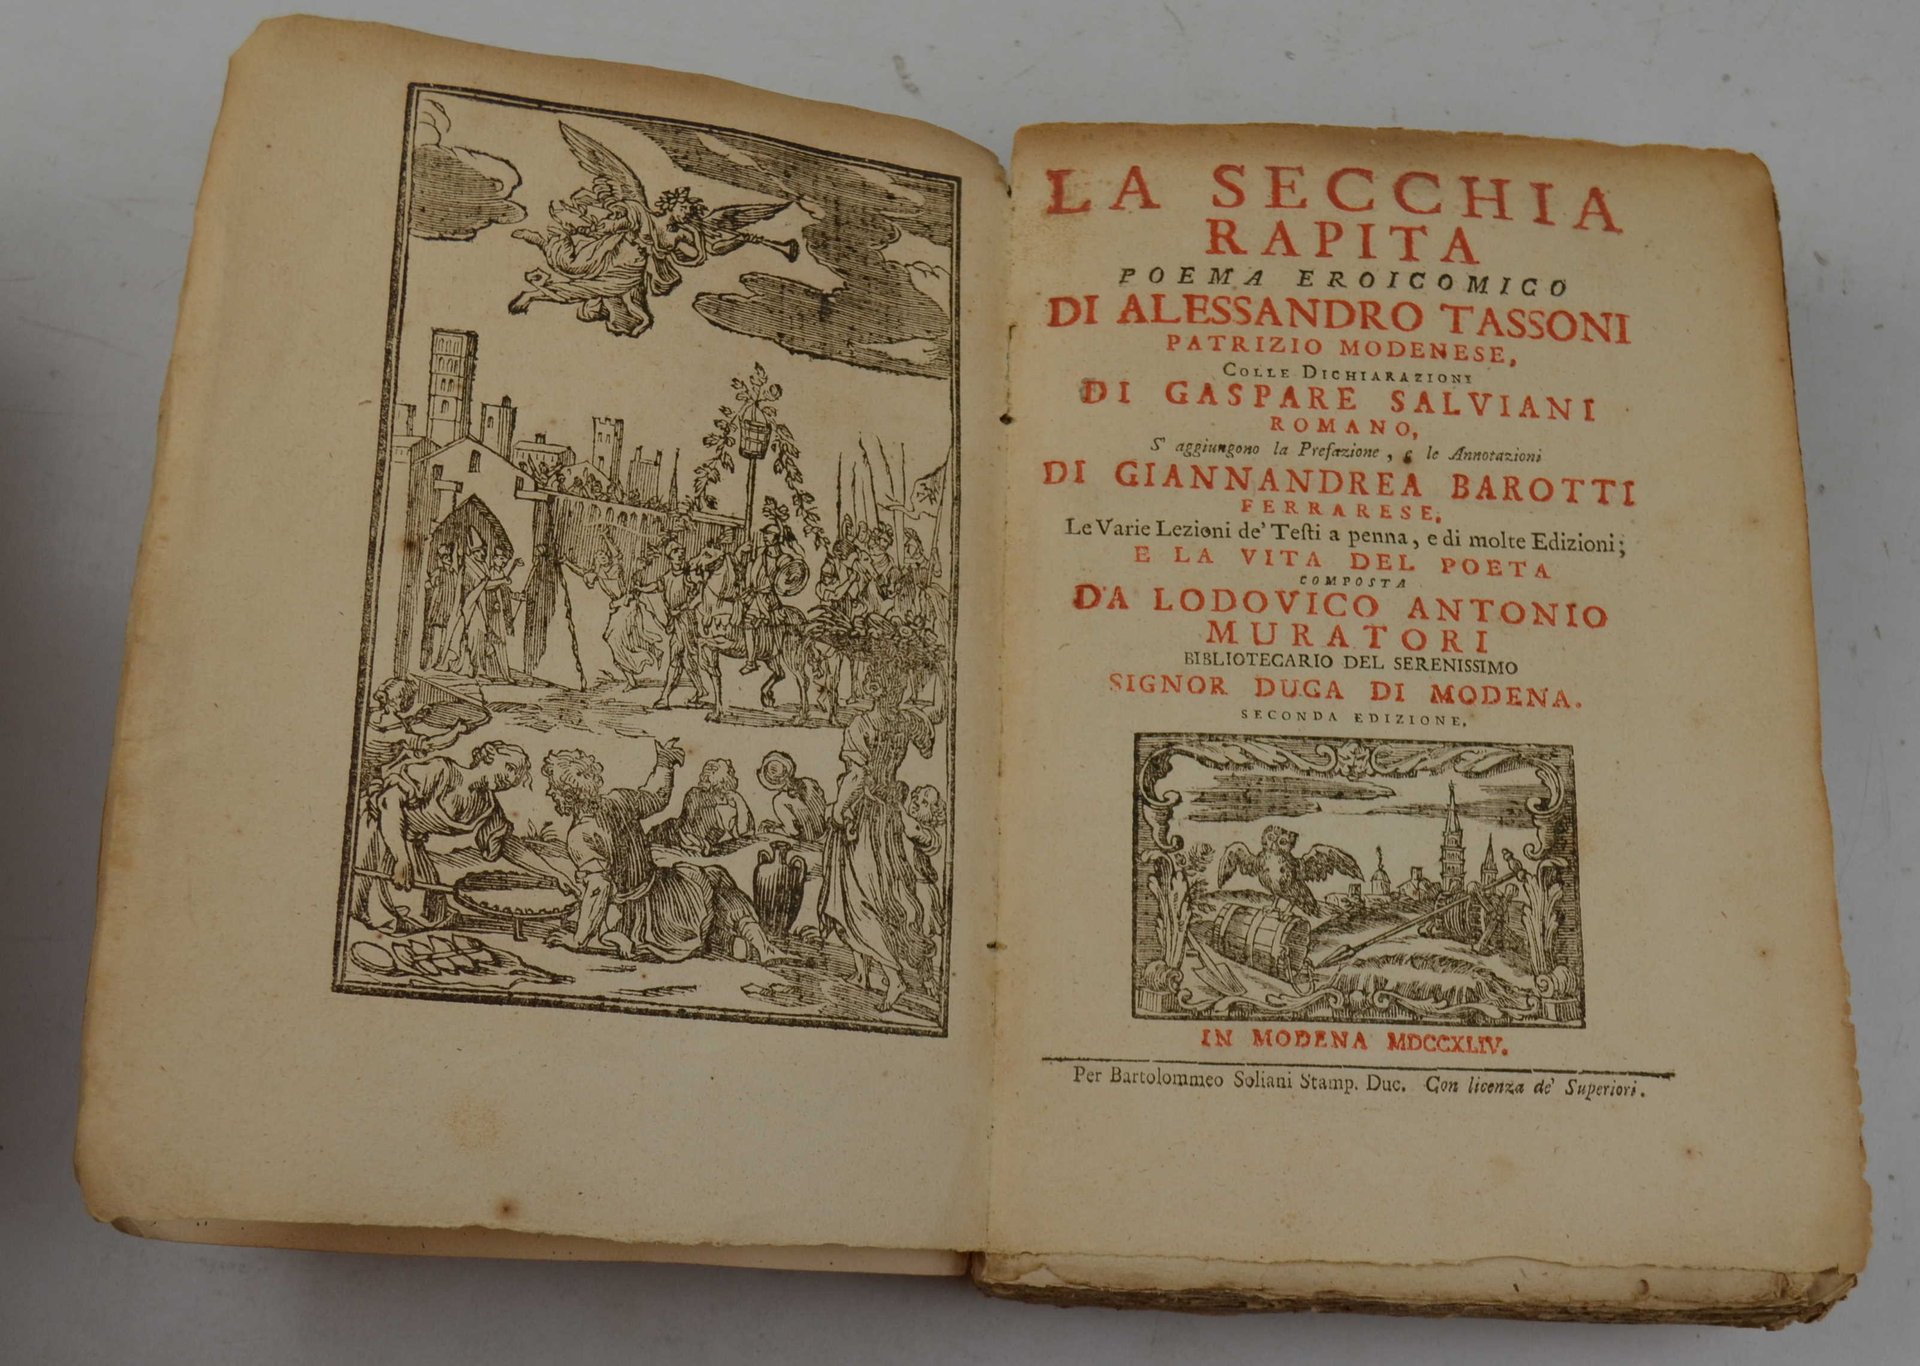 LA SECCHIA
RAPITA
POEMA EROICOMICO
DI ALESSANDRO TASSONI
PATRIZIO MODENESE,
COLLE DICHIARAZIONI
DI GASPARE SALVIANI
ROMANO,
S' aggiungono la Prefazione, e le Annotazioni
DI GIANNANDREA BAROTTI
FERRARESE,
Le Varie Lezioni de' Teſti a penna, e di molte Edizioni;
E LA VITA DEL POETA
COMPOSTA
DA LODOVICO ANTONIO
MURATORI
BIBLIOTECARIO DEL SERENISSIMO
SIGNOR DUCA DI MODENA.
SECONDA EDIZIONE.
IN MODENA MDCCXLIV.
Per Bartolommeo Soliani Stamp. Duc. Con licenza de' Superiori.